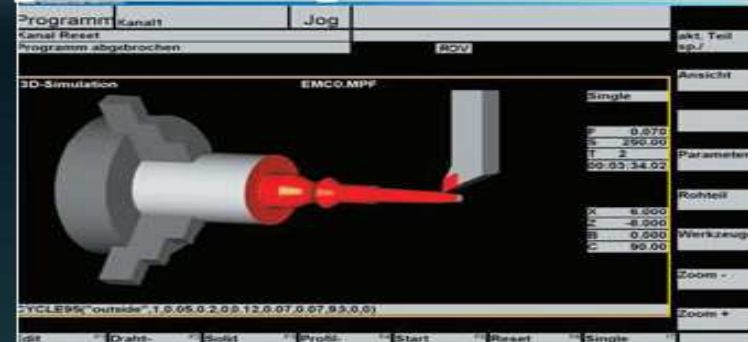 Programm Kanal1 Jog
Kanal Reset
Programm abgebrochen ROV
akt. Teil
sp./
3D-Simulation EMCO.MPF
Ansicht
Single
F 0.070
S 290.00
T 2
00:03:34.02
Parameter
Rohteil
X 6.000
Z -8.000
B 0.000
C 90.00
Werkzeuge
Zoom -
Zoom +
CYCLE95("outside",1,0.05,0.2,0,0.12,0.07,0.07,93,0,0)
Edit Draht- Solid Profil- Start Reset Single